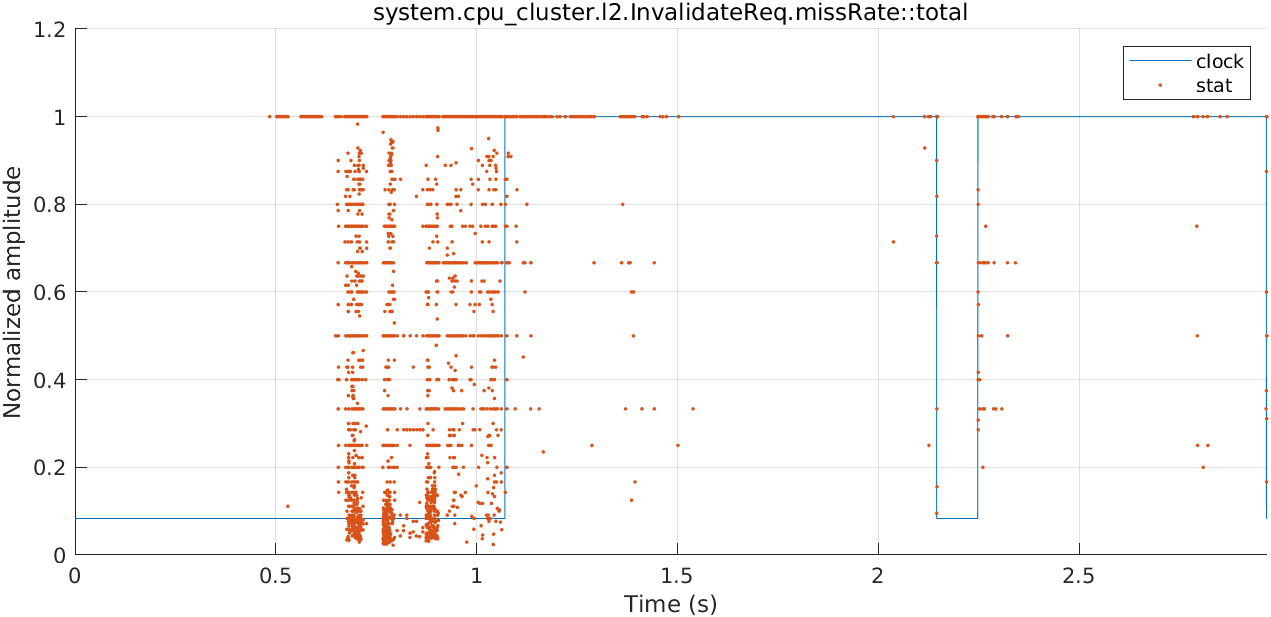 system.cpu_cluster.l2.InvalidateReq.missRate::total
1.2
1
0.8
0.6
0.4
0.2
0
Normalized amplitude
clock
stat
0
0.5
1
1.5
2
2.5
Time (s)